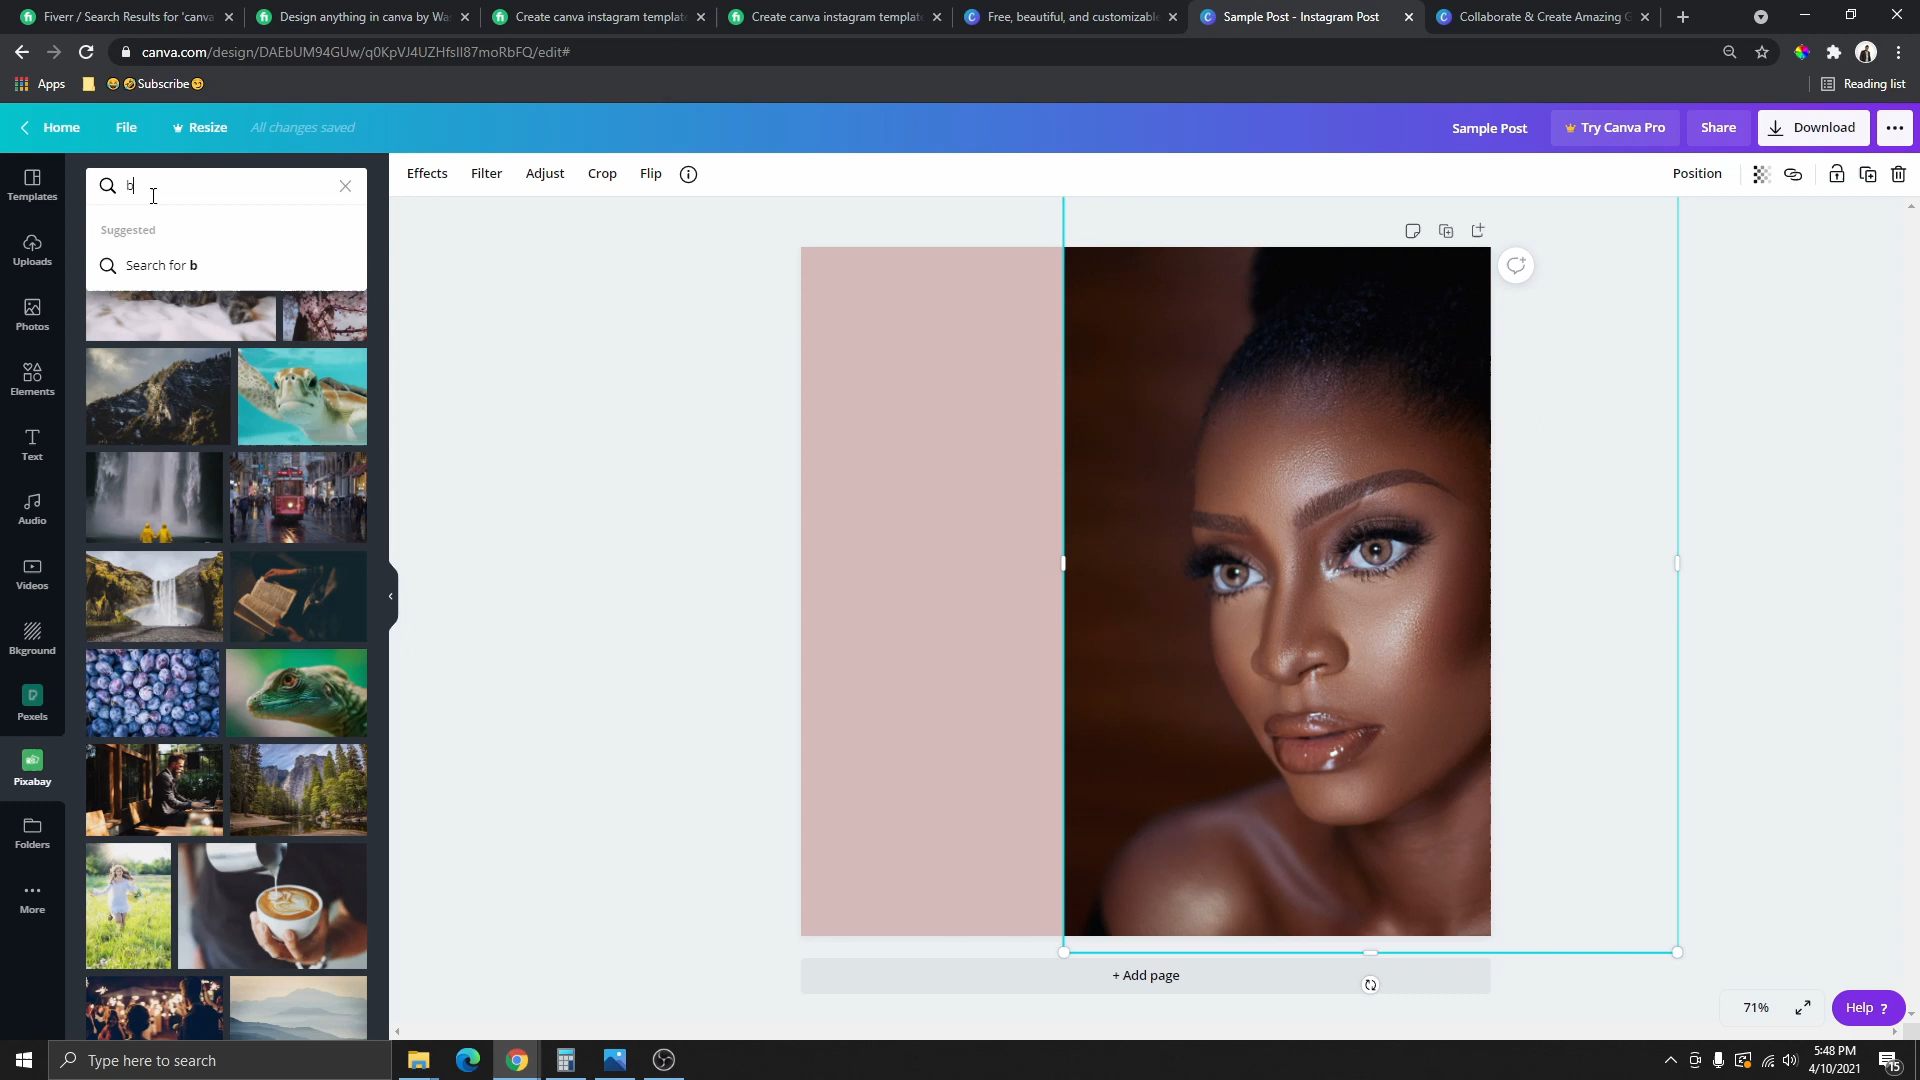 Fiverr / Search Results for 'canva
Design anything in canva by Wa
Create canva instagram templat
Create canva instagram templat
Free, beautiful, and customizabl
Sample Post - Instagram Post
Collaborate & Create Amazing G
canva.com/design/DAEbUM94GUw/q0KpVJ4UZHfsII87moRbFQ/edit#
Apps
Subscribe
Reading list
Home
File
Resize
All changes saved
Sample Post
Try Canva Pro
Share
Download
Effects
Filter
Adjust
Crop
Flip
Position
b
Suggested
Search for b
Templates
Uploads
Photos
Elements
Text
Audio
Videos
Bkground
Pexels
Pixabay
Folders
More
+ Add page
71%
Help ?
Type here to search
5:48 PM
4/10/2021
15